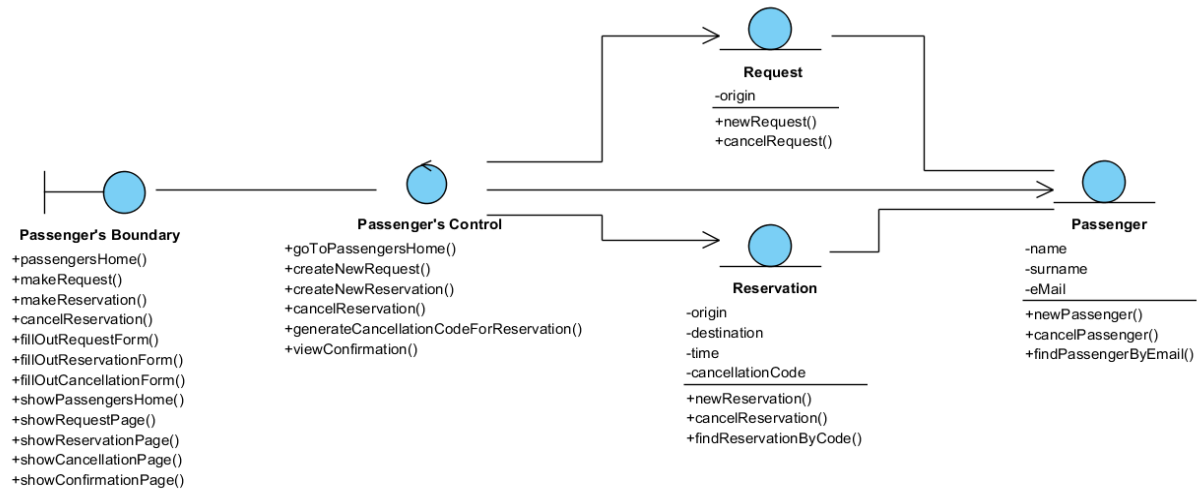 Passenger's Boundary
+passengersHome()
+makeRequest()
+makeReservation()
+cancelReservation()
+fillOutRequestForm()
+fillOutReservationForm()
+fillOutCancellationForm()
+showPassengersHome()
+showRequestPage()
+showReservationPage()
+showCancellationPage()
+showConfirmationPage()
Passenger's Control
+goToPassengersHome()
+createNewRequest()
+createNewReservation()
+cancelReservation()
+generateCancellationCodeForReservation()
+viewConfirmation()
Request
-origin
+newRequest()
+cancelRequest()
Reservation
-origin
-destination
-time
-cancellationCode
+newReservation()
+cancelReservation()
+findReservationByCode()
Passenger
-name
-surname
-eMail
+newPassenger()
+cancelPassenger()
+findPassengerByEmail()